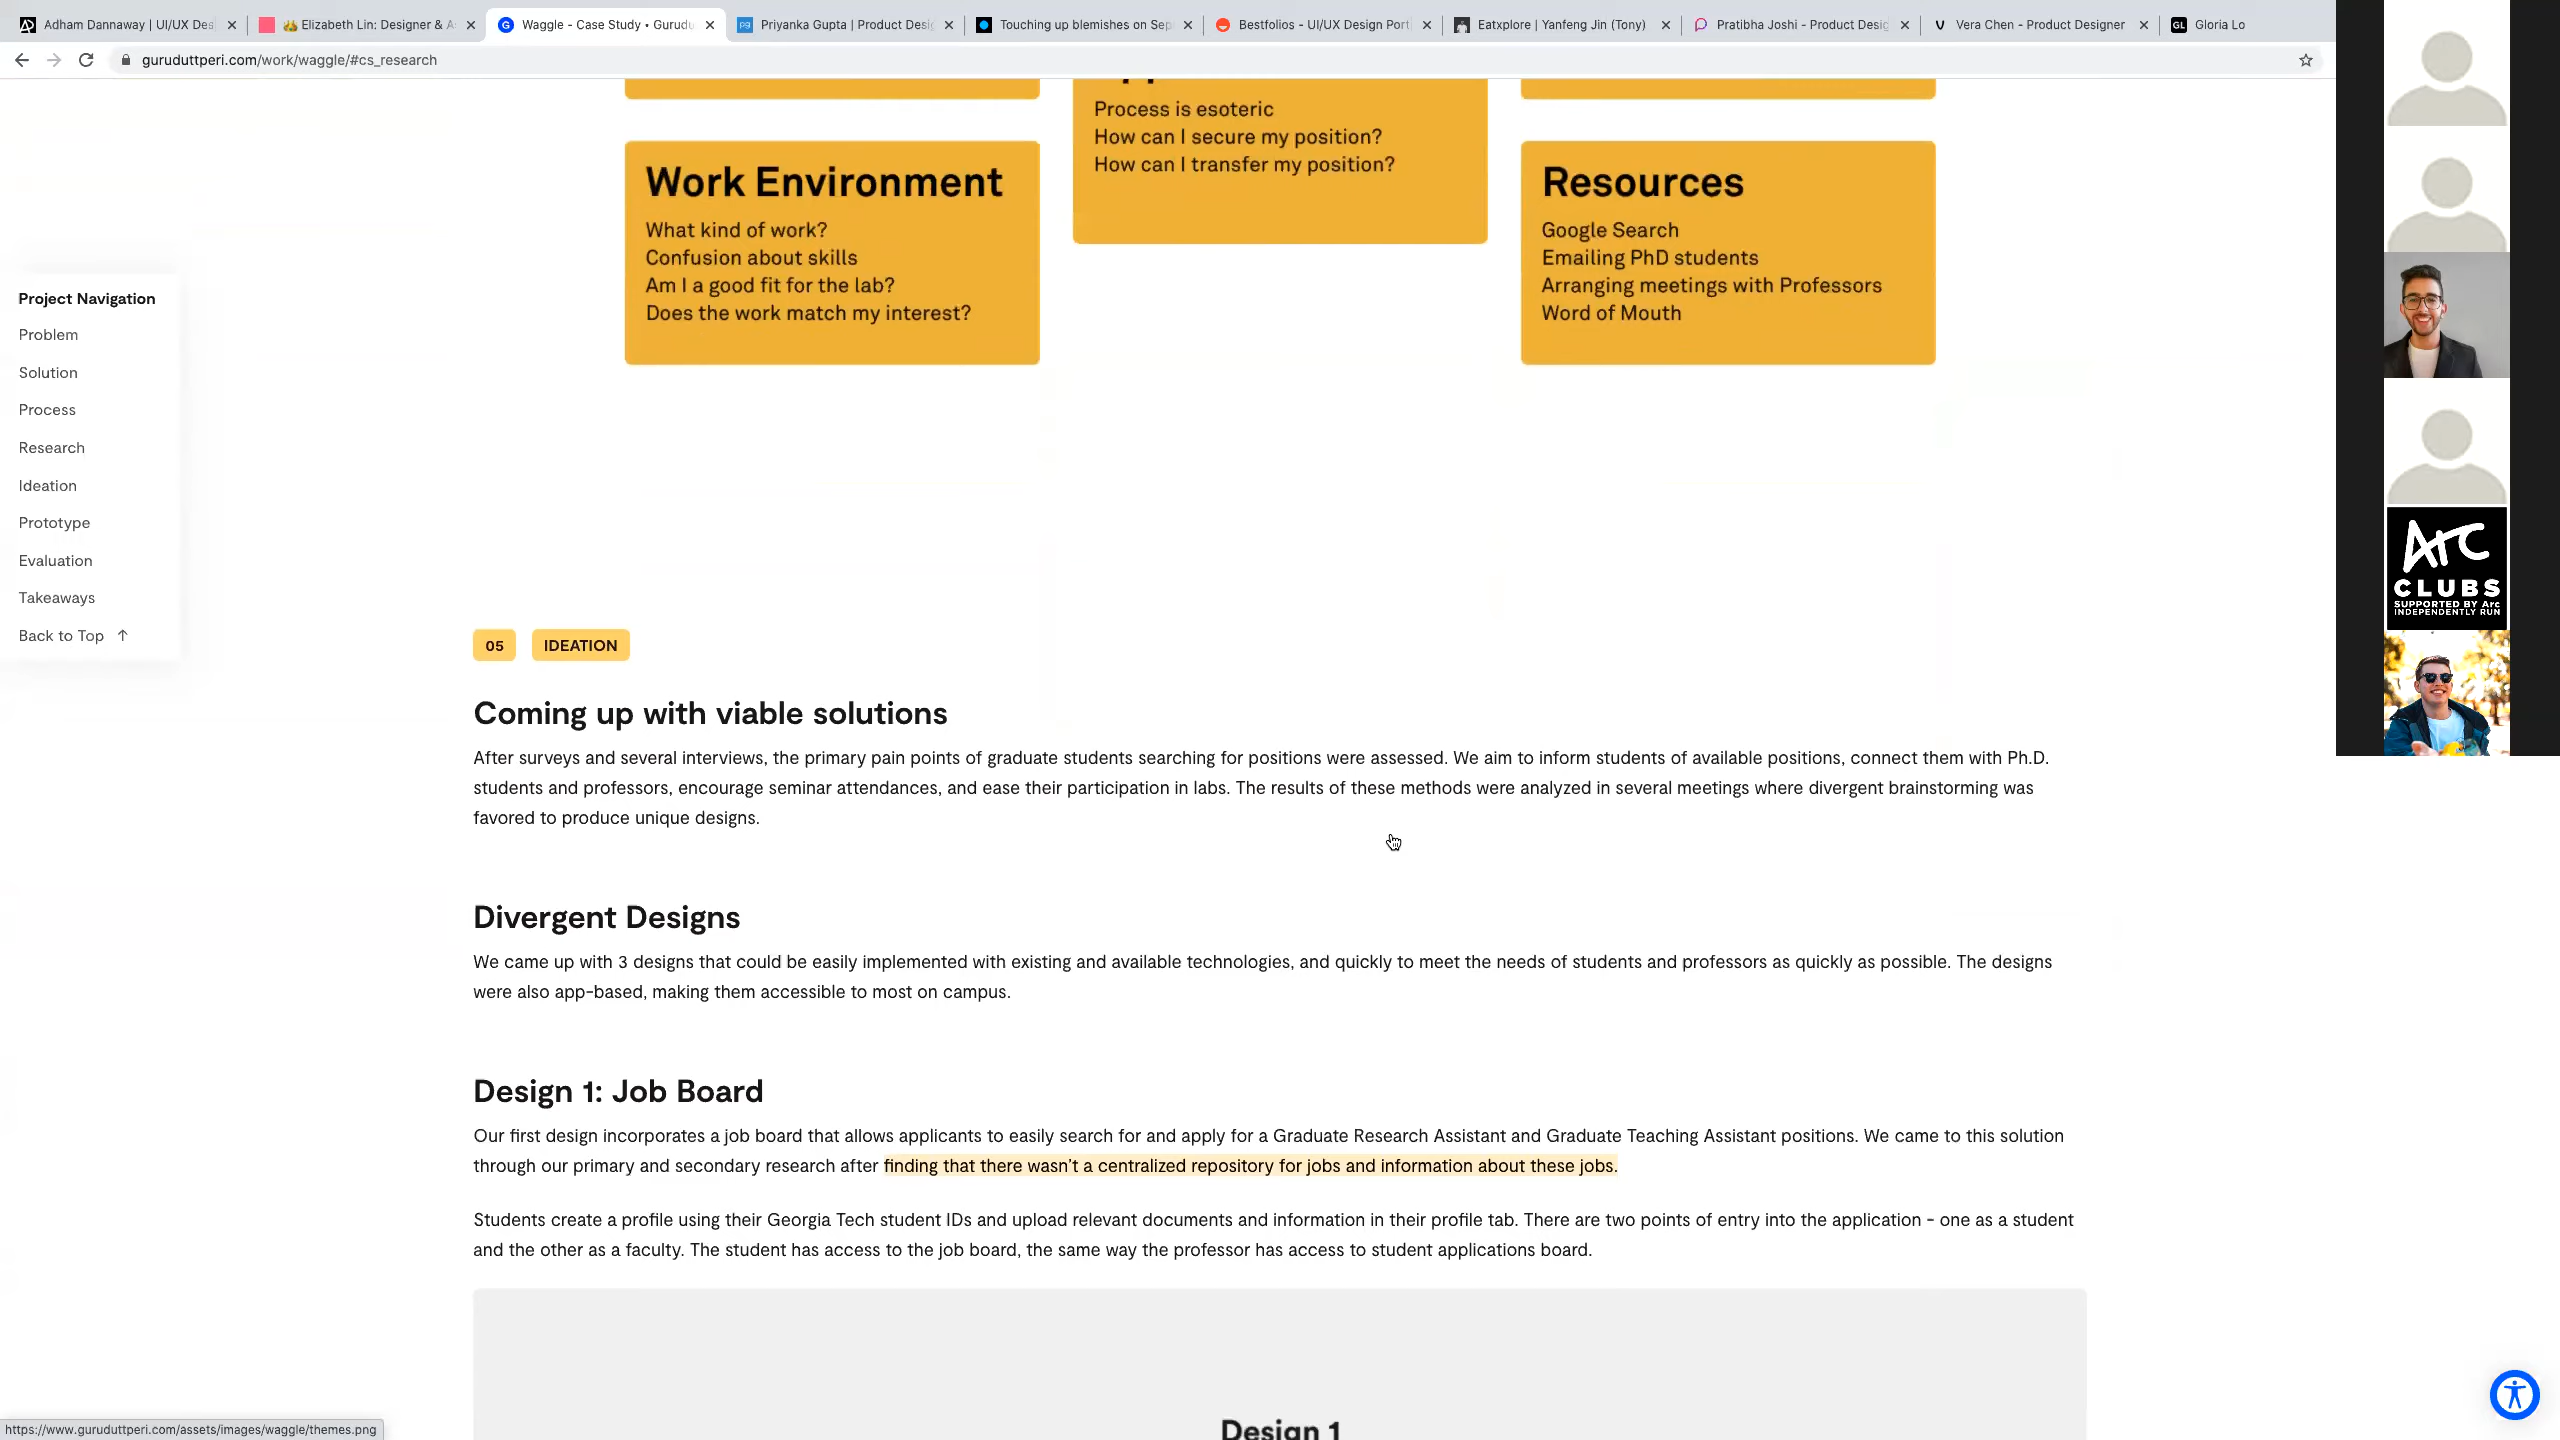 Adham Dannaway | UI/UX Des
Elizabeth Lin: Designer & A
Waggle - Case Study • Gurudu
Priyanka Gupta | Product Desig
Touching up blemishes on Sep
Bestfolios - UI/UX Design Port
Eatxplore | Yanfeng Jin (Tony)
Pratibha Joshi - Product Desig
Vera Chen - Product Designer
Gloria Lo
guruduttperi.com/work/waggle/#cs_research
Process is esoteric
How can I secure my position?
How can I transfer my position?
Work Environment
What kind of work?
Confusion about skills
Am I a good fit for the lab?
Does the work match my interest?
Resources
Google Search
Emailing PhD students
Arranging meetings with Professors
Word of Mouth
Project Navigation
Problem
Solution
Process
Research
Ideation
Prototype
Evaluation
Takeaways
Back to Top ↑
Arc
CLUBS
SUPPORTED BY Arc
INDEPENDENTLY RUN
05 IDEATION
Coming up with viable solutions
After surveys and several interviews, the primary pain points of graduate students searching for positions were assessed. We aim to inform students of available positions, connect them with Ph.D.
students and professors, encourage seminar attendances, and ease their participation in labs. The results of these methods were analyzed in several meetings where divergent brainstorming was
favored to produce unique designs.
Divergent Designs
We came up with 3 designs that could be easily implemented with existing and available technologies, and quickly to meet the needs of students and professors as quickly as possible. The designs
were also app-based, making them accessible to most on campus.
Design 1: Job Board
Our first design incorporates a job board that allows applicants to easily search for and apply for a Graduate Research Assistant and Graduate Teaching Assistant positions. We came to this solution
through our primary and secondary research after finding that there wasn't a centralized repository for jobs and information about these jobs.
Students create a profile using their Georgia Tech student IDs and upload relevant documents and information in their profile tab. There are two points of entry into the application - one as a student
and the other as a faculty. The student has access to the job board, the same way the professor has access to student applications board.
Design 1
https://www.guruduttperi.com/assets/images/waggle/themes.png